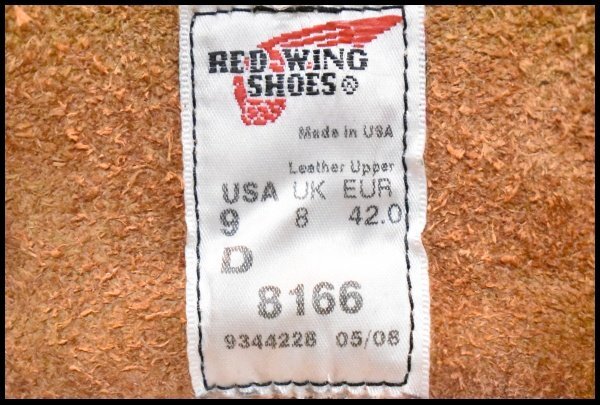 RED WING
SHOES®
Made in USA
Leather Upper
USA UK EUR
9 8 42.0
D
8166
9344228 05/08